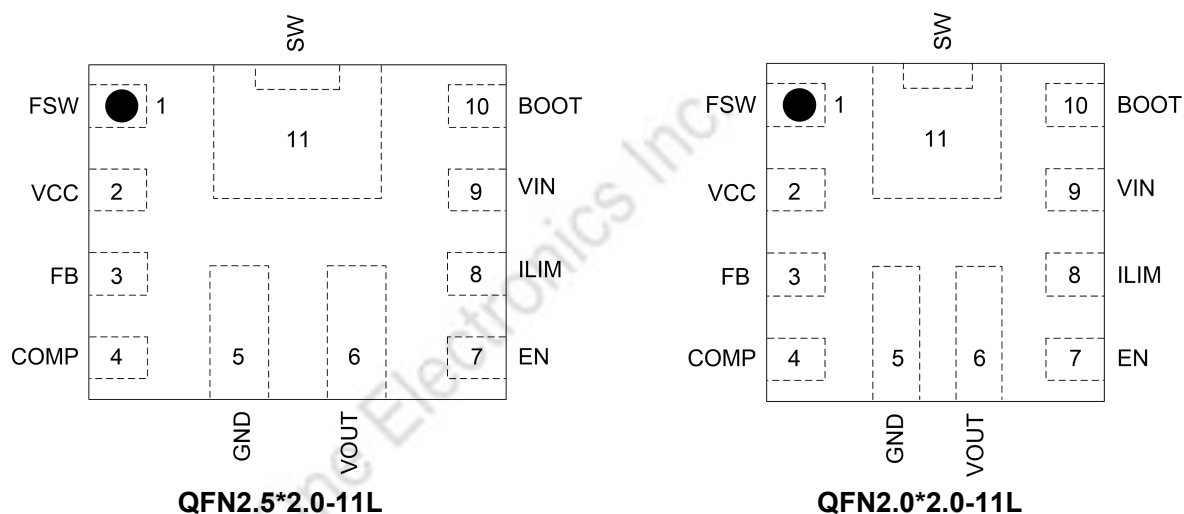 SW
FSW 1 10 BOOT
11
VCC 2 9 VIN
FB 3 8 ILIM
COMP 4 5 6 7 EN
GND VOUT
QFN2.5*2.0-11L
SW
FSW 1 10 BOOT
11
VCC 2 9 VIN
FB 3 8 ILIM
COMP 4 5 6 7 EN
GND VOUT
QFN2.0*2.0-11L
Electronics Inc.